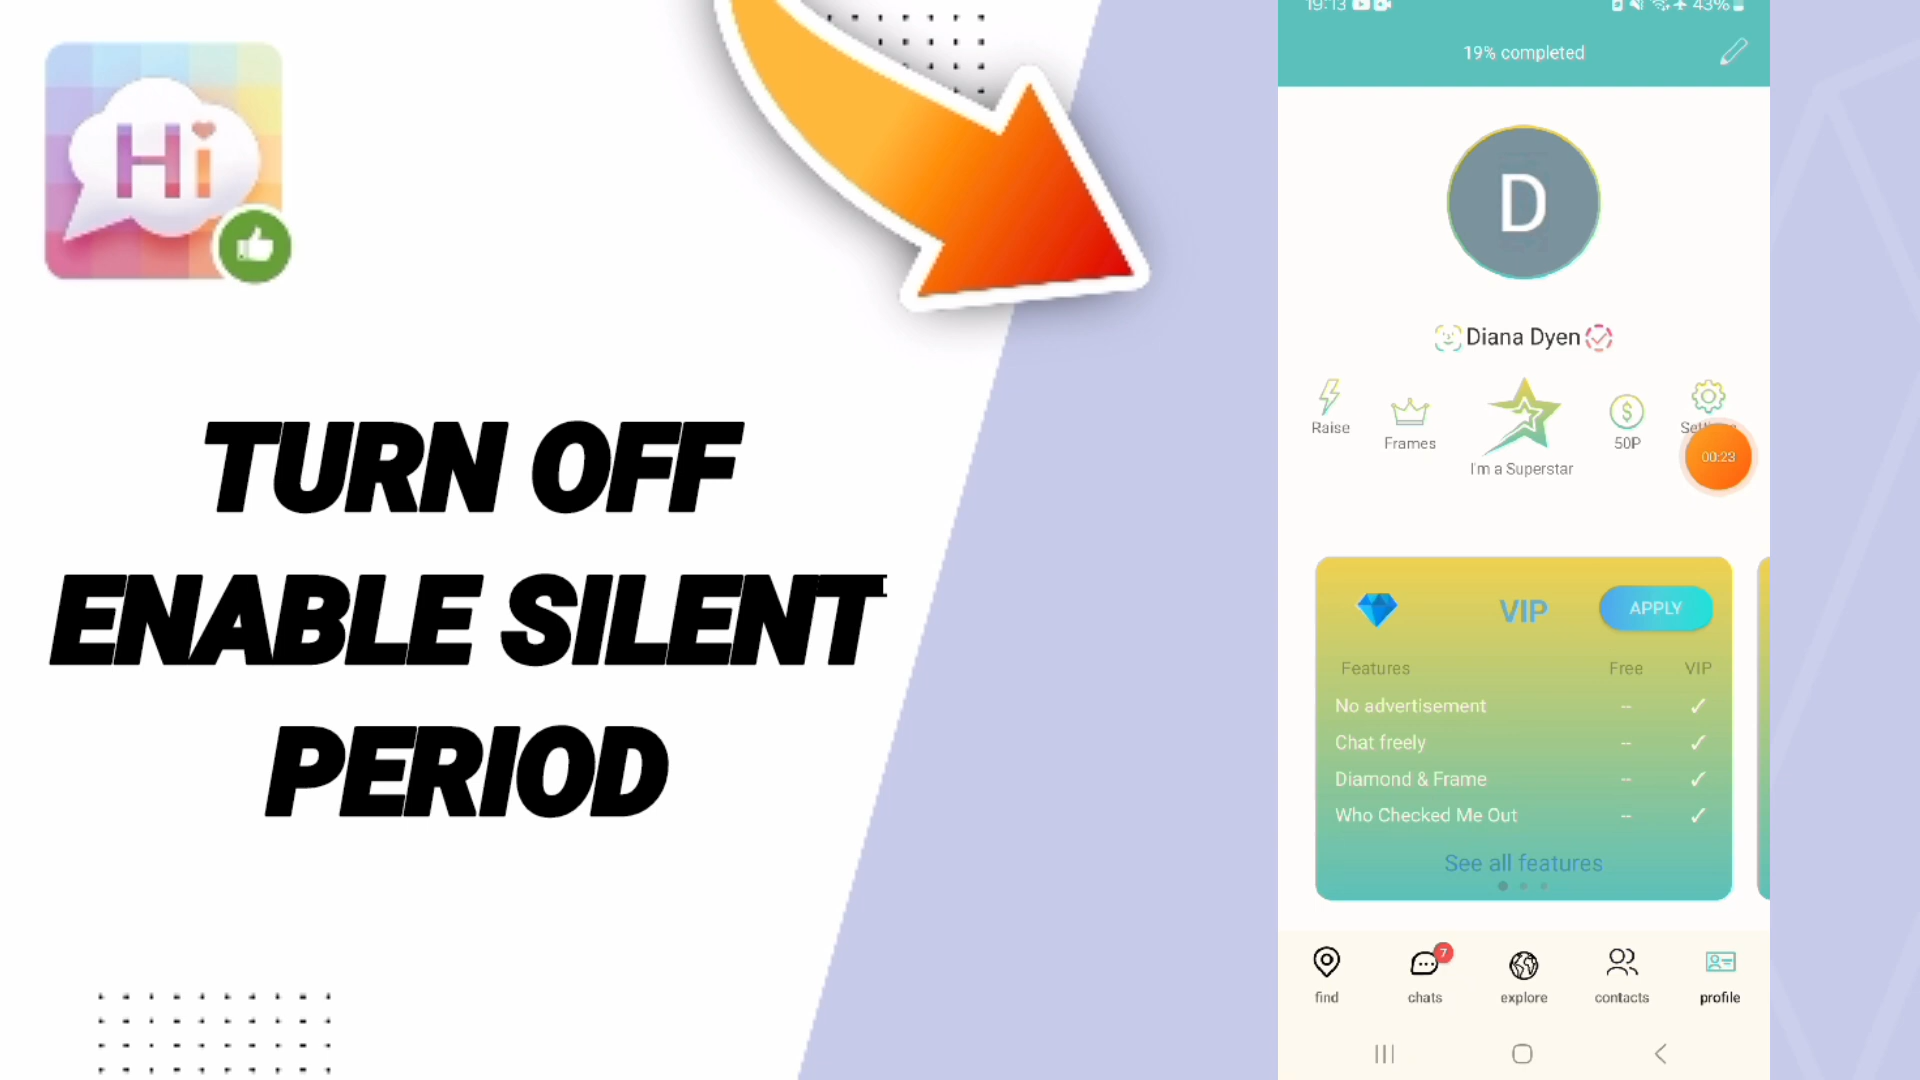 Hi
TURN OFF
ENABLE SILENT
PERIOD
19:13
43%
19% completed
D
Diana Dyen
Raise
Frames
I'm a Superstar
50P
00:23
VIP
APPLY
Features Free VIP
No advertisement -- ✓
Chat freely -- ✓
Diamond & Frame -- ✓
Who Checked Me Out -- ✓
See all features
7
find
chats
explore
contacts
profile